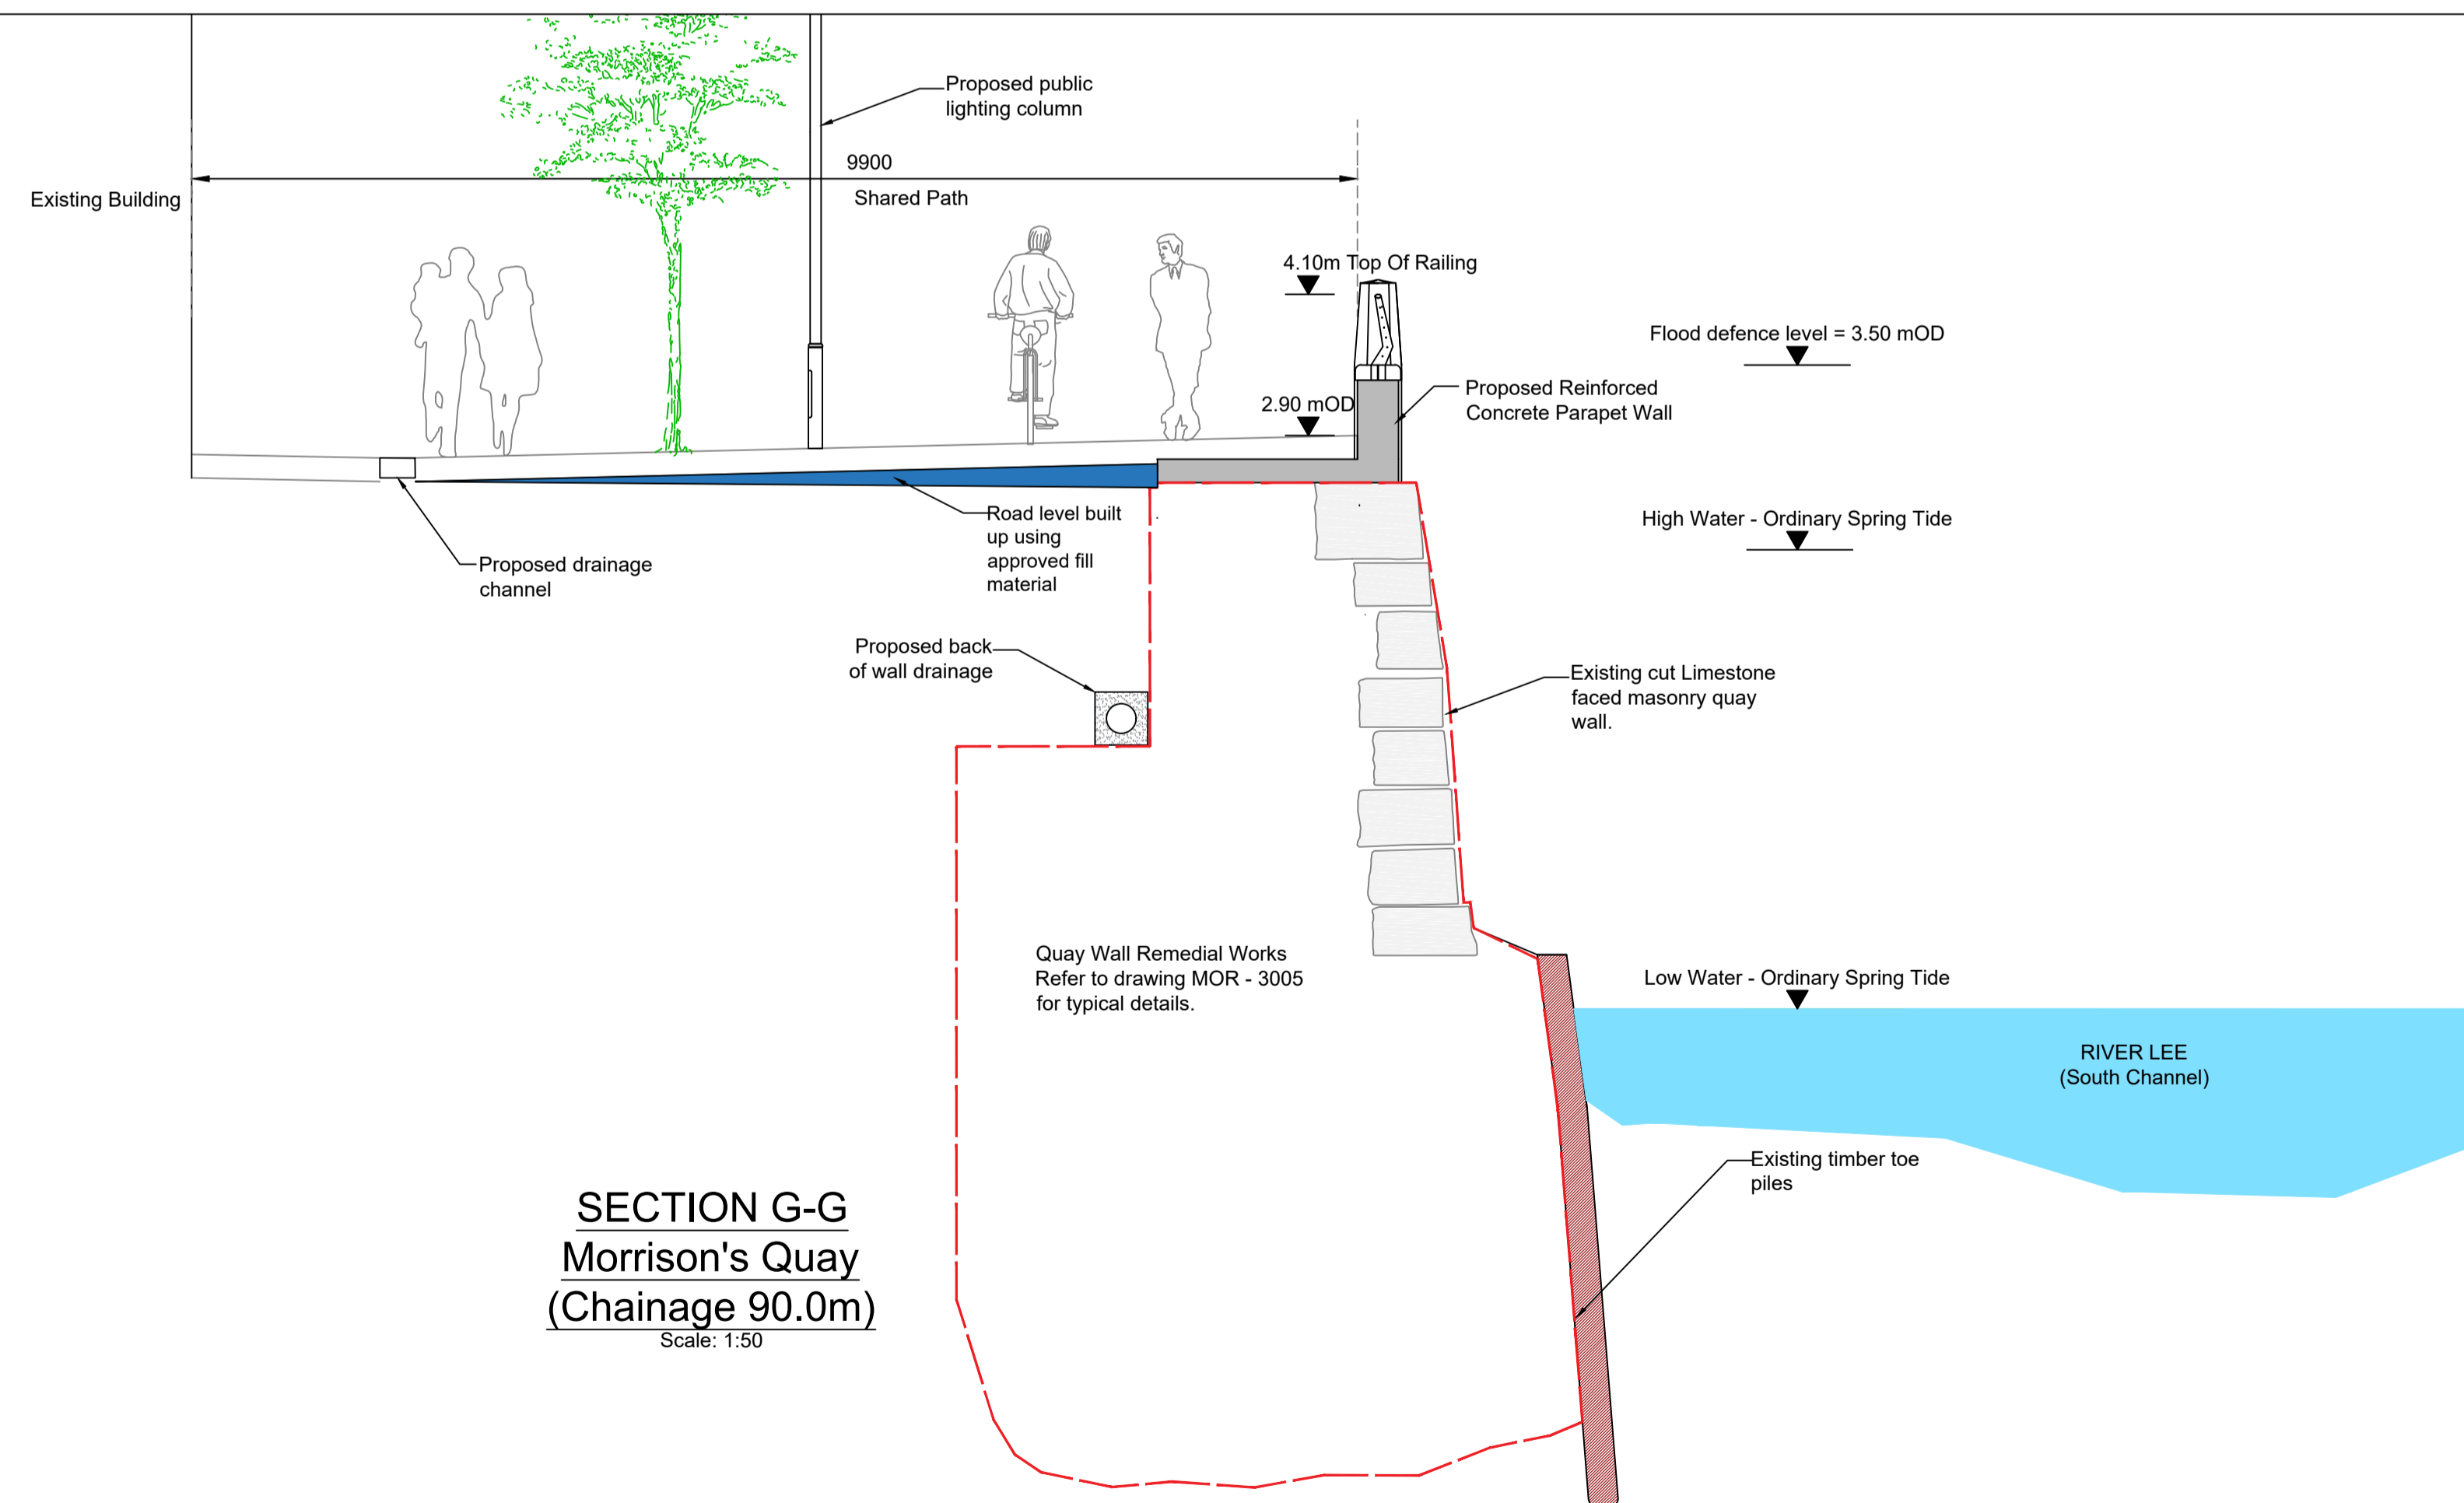 Proposed public
lighting column
9900
Shared Path
Existing Building
4.10m Top Of Railing
Flood defence level = 3.50 mOD
2.90 mOD
Proposed Reinforced
Concrete Parapet Wall
High Water - Ordinary Spring Tide
Road level built
up using
approved fill
material
Proposed drainage
channel
Proposed back
of wall drainage
Existing cut Limestone
faced masonry quay
wall.
Quay Wall Remedial Works
Refer to drawing MOR - 3005
for typical details.
Low Water - Ordinary Spring Tide
RIVER LEE
(South Channel)
Existing timber toe
piles
SECTION G-G
Morrison's Quay
(Chainage 90.0m)
Scale: 1:50